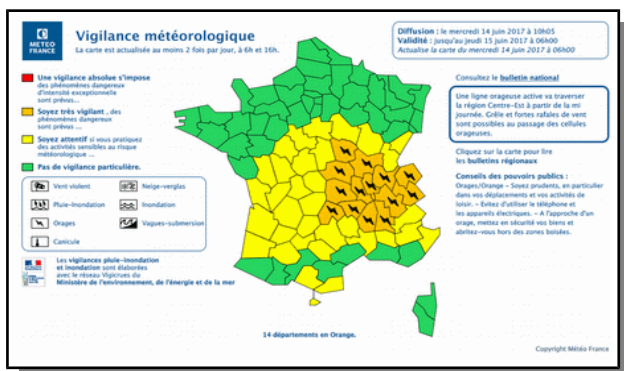 METEO
FRANCE
Vigilance météorologique
La carte est actualisée au moins 2 fois par jour, à 6h et 16h.
Diffusion : le mercredi 14 juin 2017 à 10h05
Validité : jusqu'au jeudi 15 juin 2017 à 06h00
Actualise la carte du mercredi 14 juin 2017 à 06h00
Une vigilance absolue s'impose
des phénomènes dangereux
d'intensité exceptionnelle
sont prévus...
Soyez très vigilant , des
phénomènes dangereux
sont prévus ...
Soyez attentif si vous pratiquez
des activités sensibles au risque
météorologique ...
Pas de vigilance particulière.
Vent violent
Neige-verglas
Pluie-Inondation
Inondation
Orages
Vagues-submersion
Canicule
Les vigilances pluie-inondation
et inondation sont élaborées
avec le réseau Vigicrues du
Ministère de l'environnement, de l'énergie et de la mer
Consultez le bulletin national
Une ligne orageuse active va traverser
la région Centre-Est à partir de la mi
journée. Grêle et fortes rafales de vent
sont possibles au passage des cellules
orageuses.
Cliquez sur la carte pour lire
les bulletins régionaux
Conseils des pouvoirs publics :
Orages/Orange - Soyez prudents, en particulier
dans vos déplacements et vos activités de
loisir. - Evitez d'utiliser le téléphone et
les appareils électriques. - A l'approche d'un
orage, mettez en sécurité vos biens et
abritez-vous hors des zones boisées.
14 départements en Orange.
Copyright Météo France